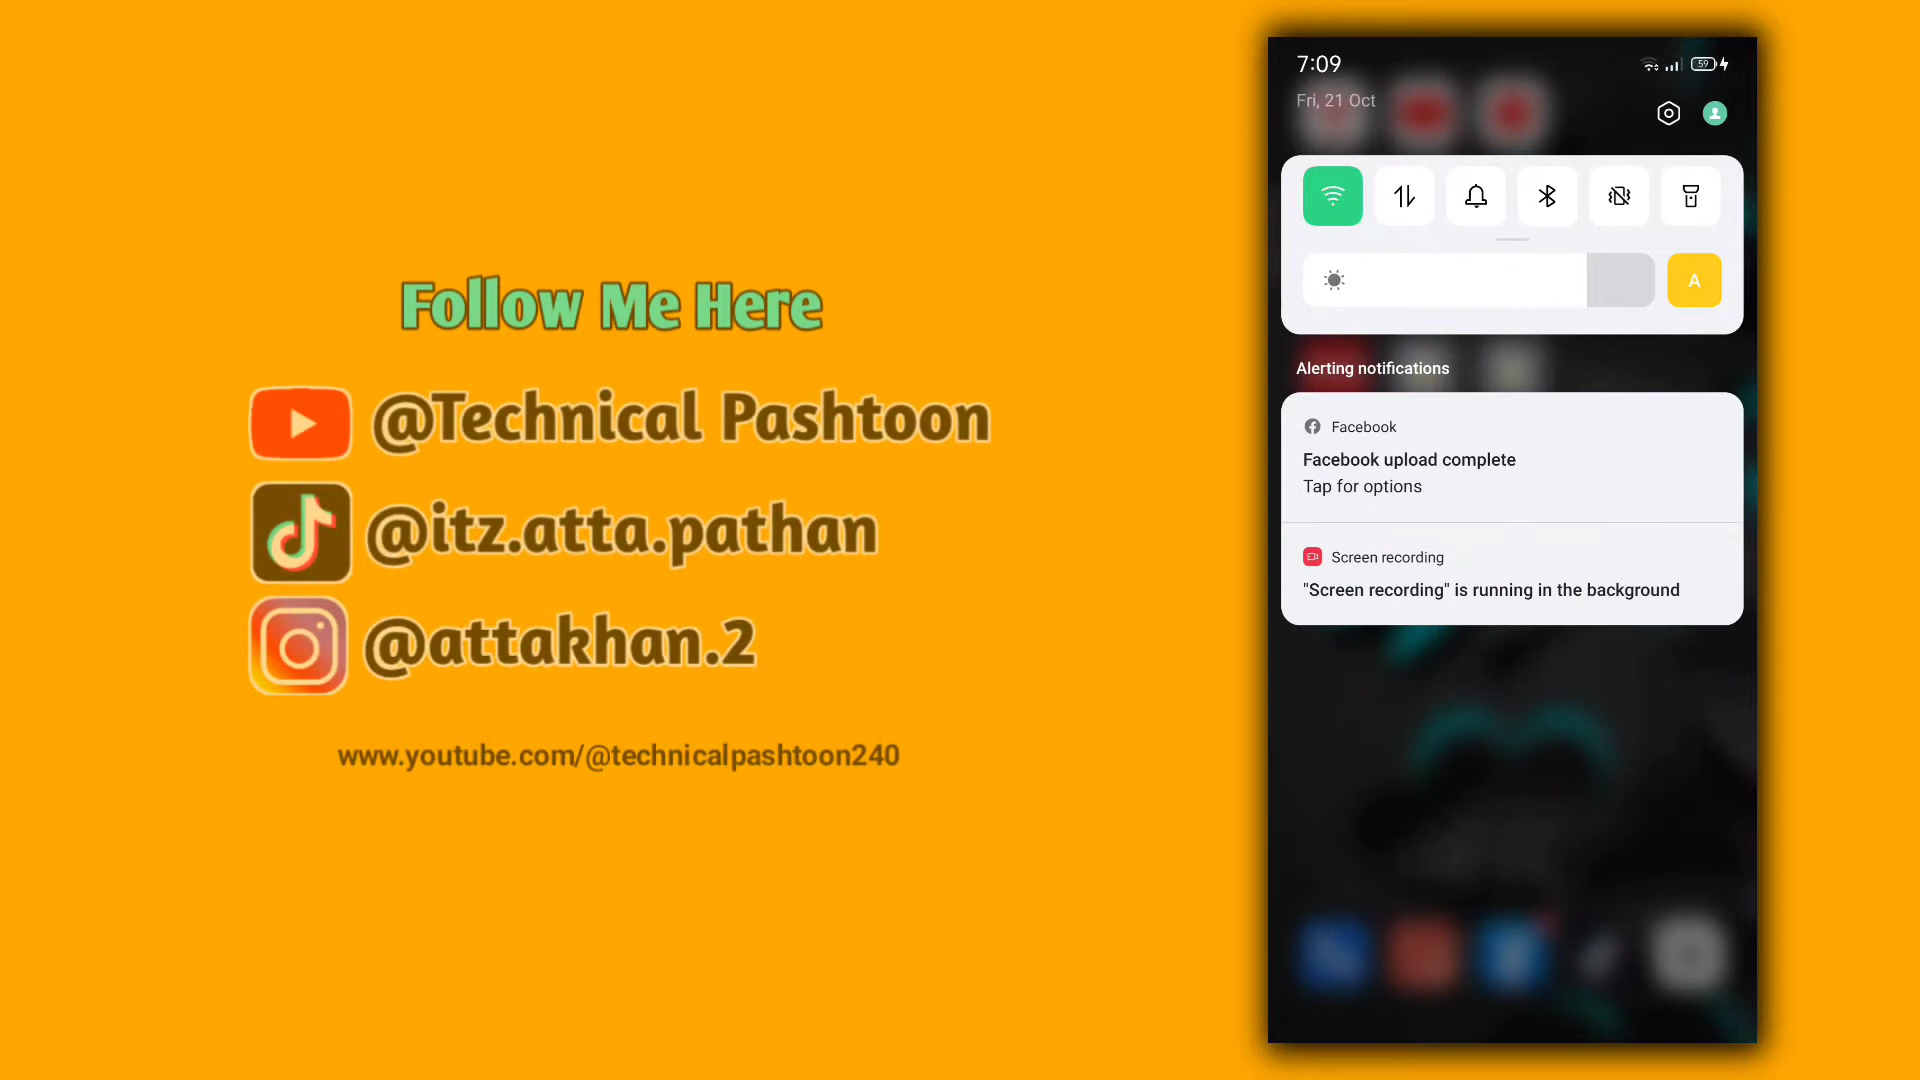 Follow Me Here
@Technical Pashtoon
@itz.atta.pathan
@attakhan.2
www.youtube.com/@technicalpashtoon240
7:09
59
Fri, 21 Oct
A
Alerting notifications
Facebook
Facebook upload complete
Tap for options
Screen recording
"Screen recording" is running in the background